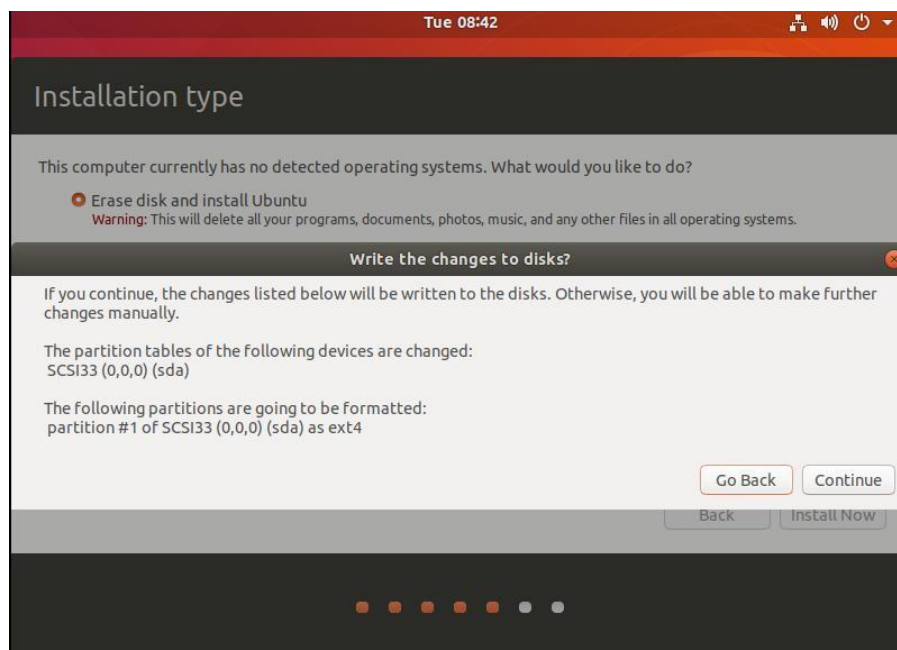 Tue 08:42
Installation type
This computer currently has no detected operating systems. What would you like to do?
Erase disk and install Ubuntu
Warning: This will delete all your programs, documents, photos, music, and any other files in all operating systems.
Write the changes to disks?
If you continue, the changes listed below will be written to the disks. Otherwise, you will be able to make further
changes manually.
The partition tables of the following devices are changed:
SCSI33 (0,0,0) (sda)
The following partitions are going to be formatted:
partition #1 of SCSI33 (0,0,0) (sda) as ext4
Go Back Continue
Back Install Now